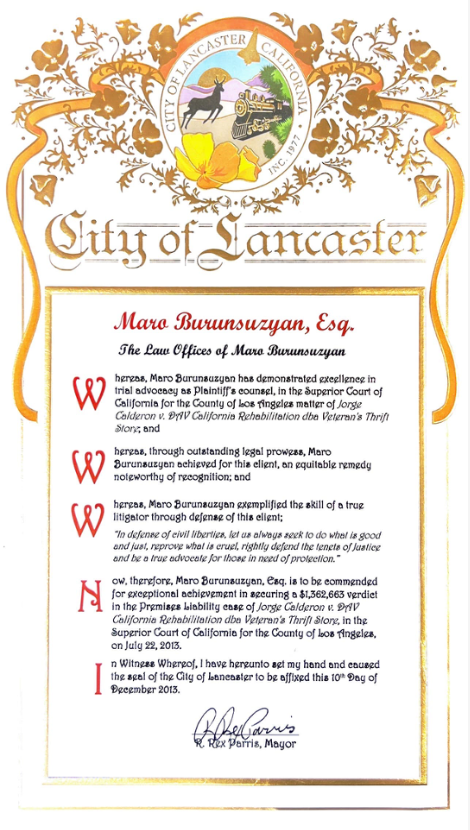 CITY OF LANCASTER CALIFORNIA
INC. 1977
City of Lancaster
Maro Burunsuzyan, Esq.
The Law Offices of Maro Burunsuzyan
Whereas, Maro Burunsuzyan has demonstrated excellence in
trial advocacy as Plaintiff's counsel, in the Superior Court of
California for the County of Los Angeles matter of Jorge
Calderon v. DAV California Rehabilitation dba Veteran's Thrift
Store; and
Whereas, through outstanding legal prowess, Maro
Burunsuzyan achieved for this client, an equitable remedy
noteworthy of recognition; and
Whereas, Maro Burunsuzyan exemplified the skill of a true
litigator through defense of this client;
"In defense of civil liberties, let us always seek to do what is good
and just, reprove what is cruel, rightly defend the tenets of Justice
and be a true advocate for those in need of protection."
Now, therefore, Maro Burunsuzyan, Esq. is to be commended
for exceptional achievement in securing a $1,362,663 verdict
in the Premises Liability case of Jorge Calderon v. DAV
California Rehabilitation dba Veteran's Thrift Store, in the
Superior Court of California for the County of Los Angeles,
on July 22, 2013.
In Witness Whereof, I have hereunto set my hand and caused
the seal of the City of Lancaster to be affixed this 10th Day of
December 2013.
R Rex Parris
R. Rex Parris, Mayor